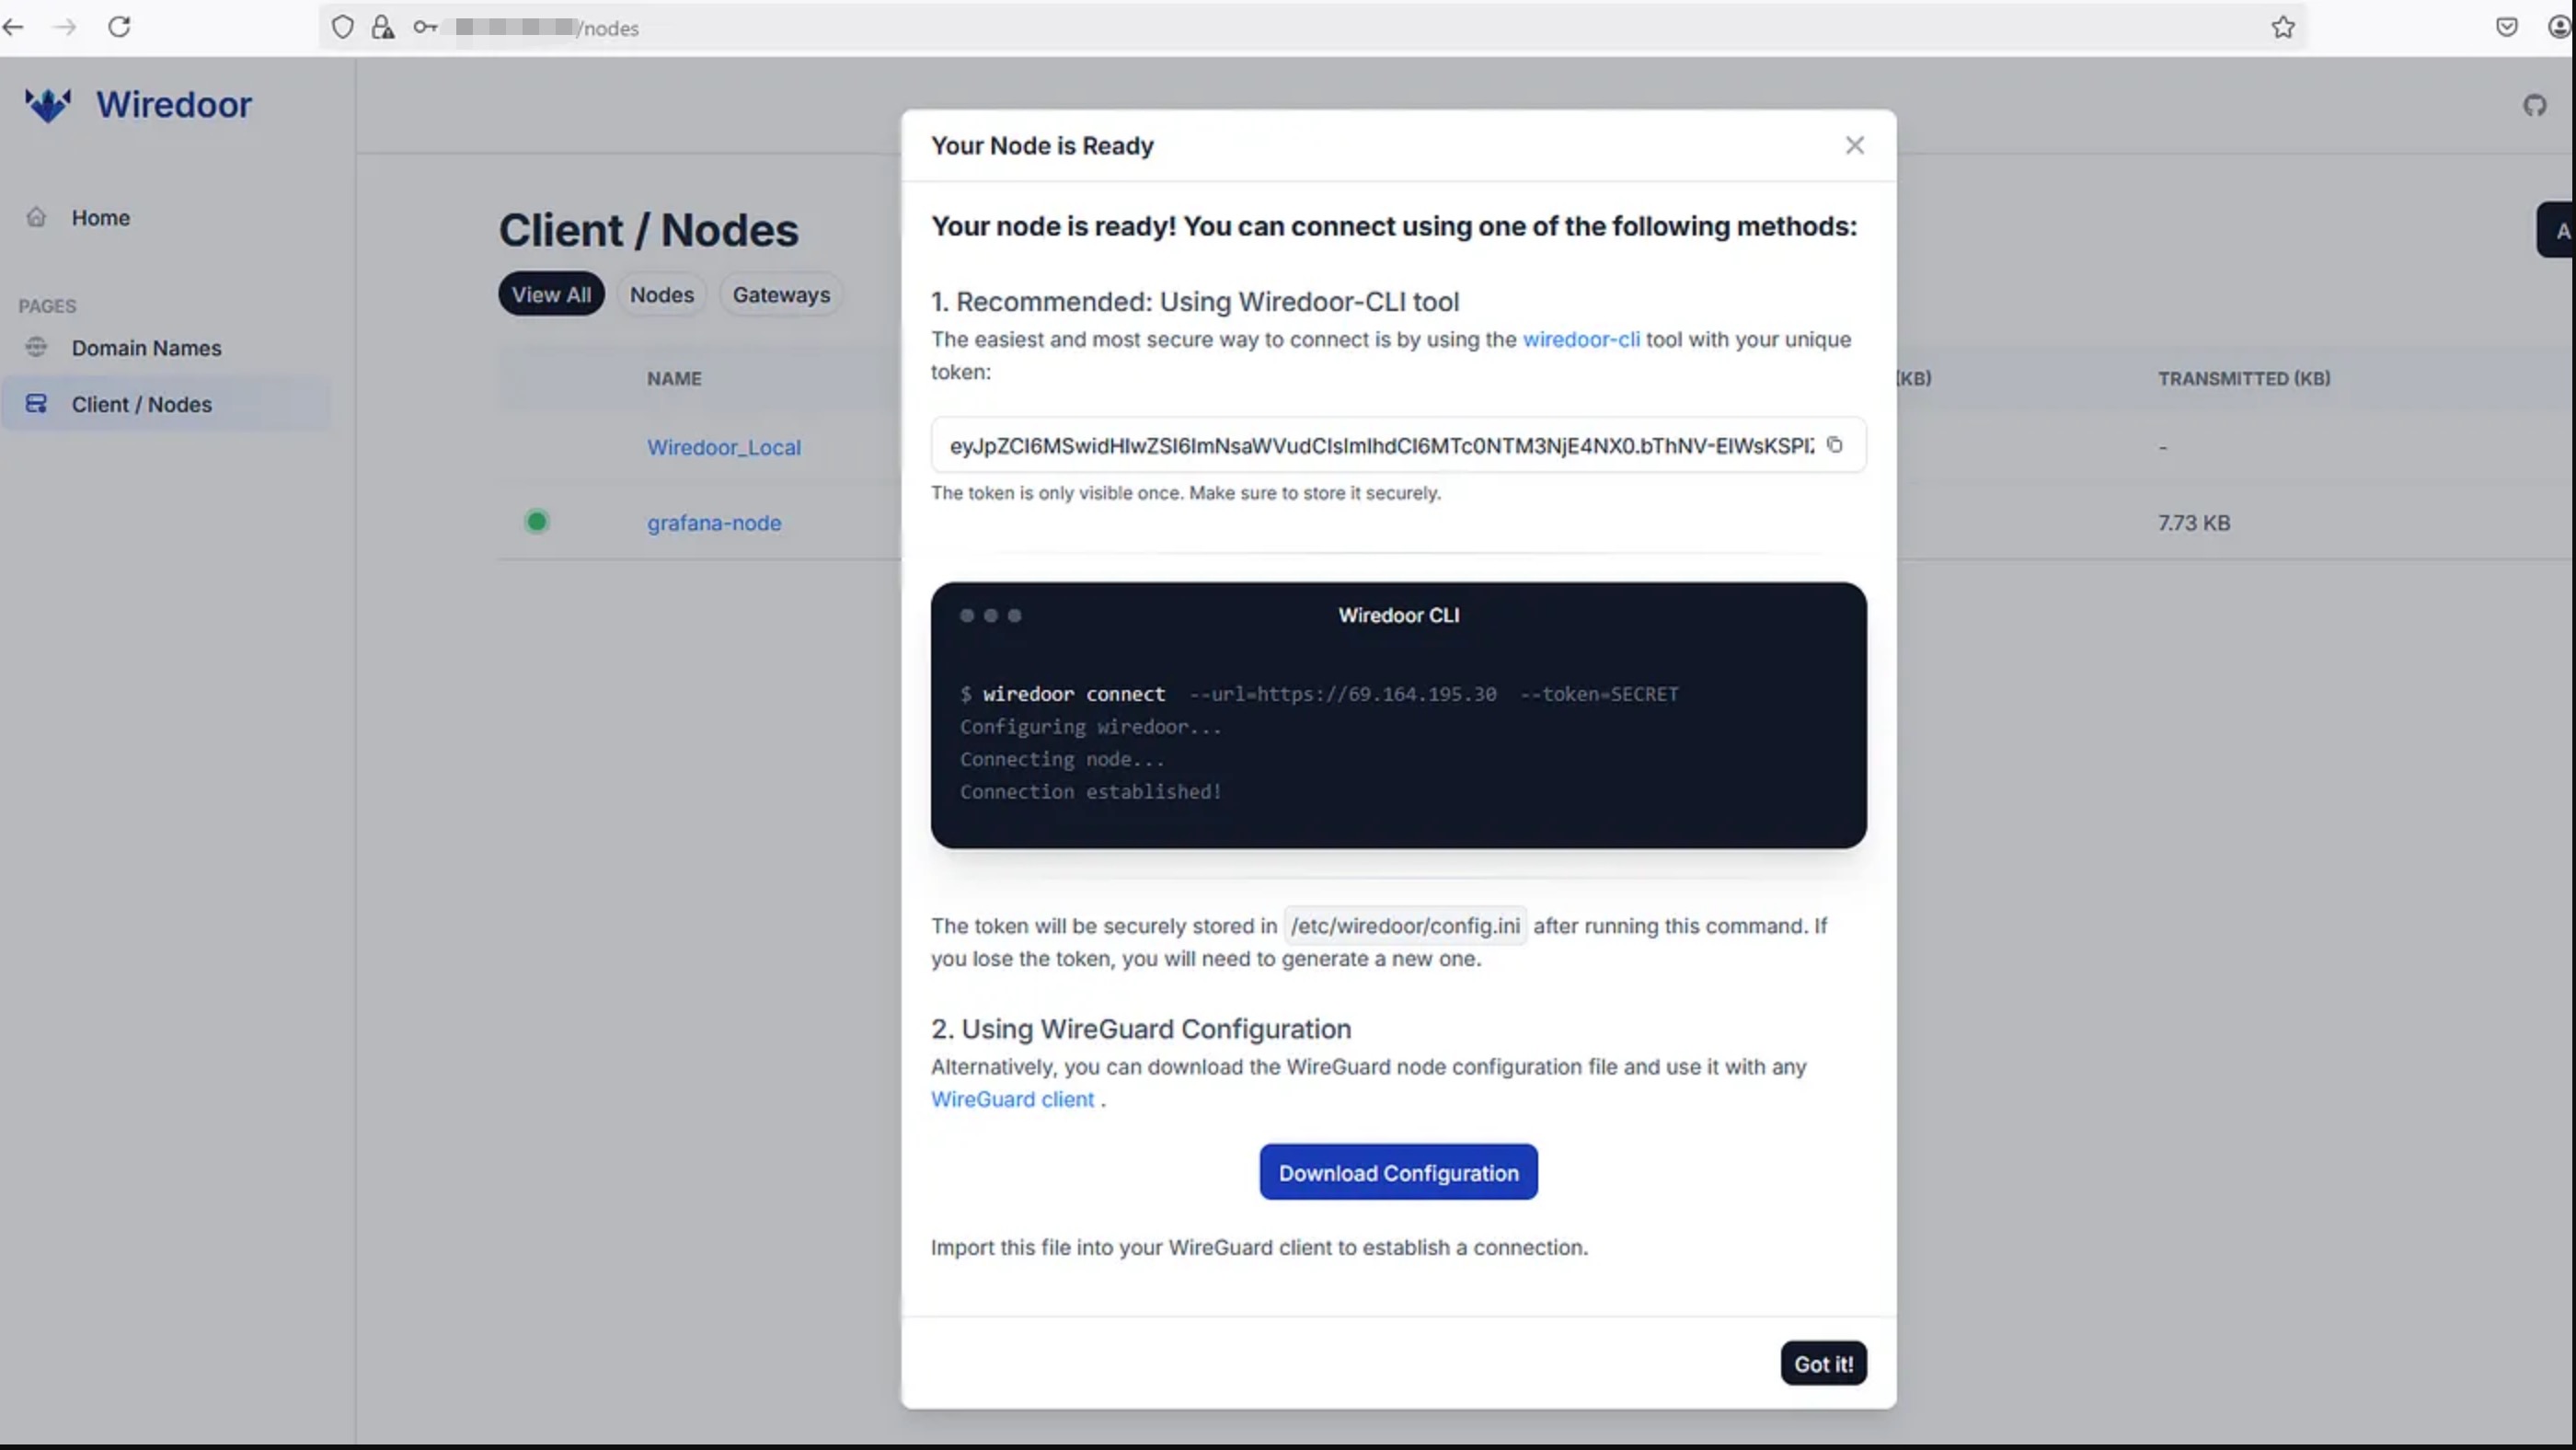 /nodes
Wiredoor
Home
PAGES
Domain Names
Client / Nodes
Client / Nodes
View All
Nodes
Gateways
NAME
(KB)
TRANSMITTED (KB)
Wiredoor_Local
-
grafana-node
7.73 KB
A
Your Node is Ready
Your node is ready! You can connect using one of the following methods:
1. Recommended: Using Wiredoor-CLI tool
The easiest and most secure way to connect is by using the wiredoor-cli tool with your unique
token:
eyJpZCI6MSwidHlwZSI6ImNsaWVudCIsImlhdCI6MTc0NTM3NjE4NX0.bThNV-EIWsKSPI
The token is only visible once. Make sure to store it securely.
Wiredoor CLI
$ wiredoor connect --url=https://69.164.195.30 --token=SECRET
Configuring wiredoor...
Connecting node...
Connection established!
The token will be securely stored in /etc/wiredoor/config.ini after running this command. If
you lose the token, you will need to generate a new one.
2. Using WireGuard Configuration
Alternatively, you can download the WireGuard node configuration file and use it with any
WireGuard client .
Download Configuration
Import this file into your WireGuard client to establish a connection.
Got it!